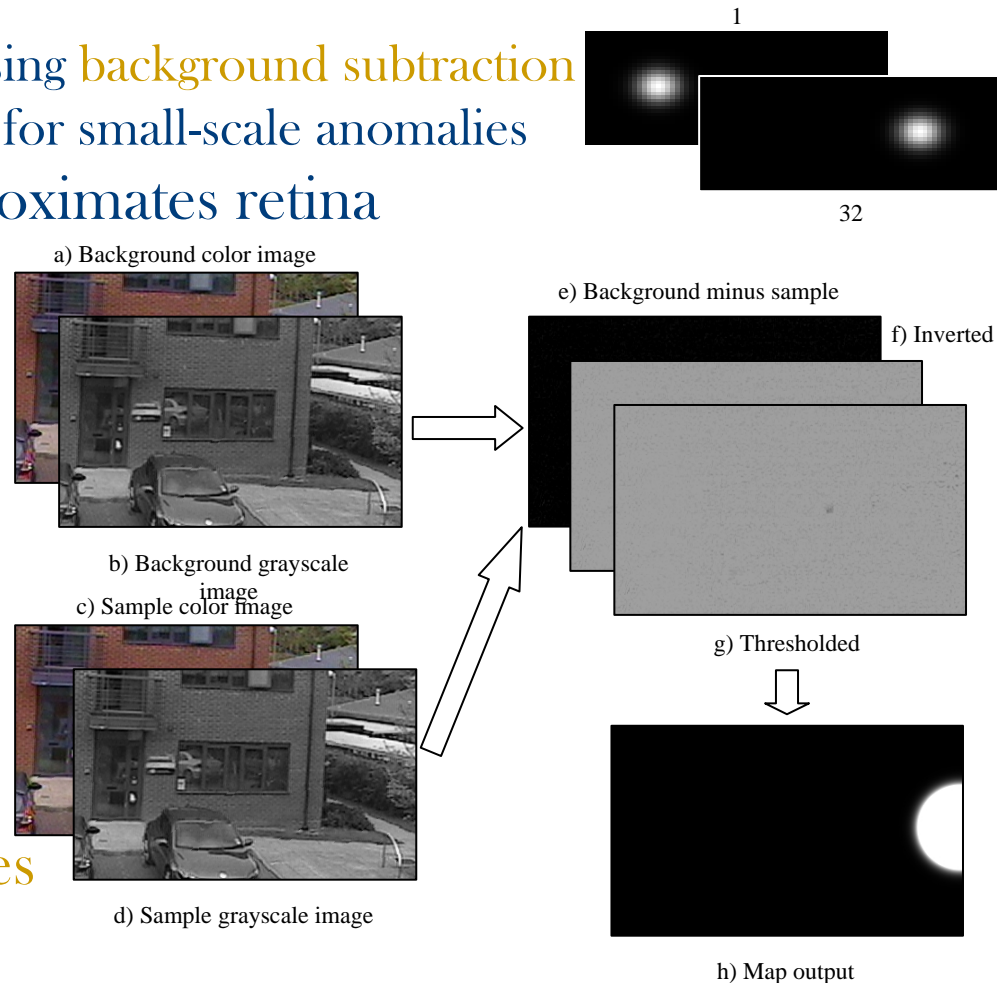 sing background subtraction
for small-scale anomalies
oximates retina
1
32
a) Background color image
b) Background grayscale
image
c) Sample color image
d) Sample grayscale image
es
e) Background minus sample
f) Inverted
g) Thresholded
h) Map output